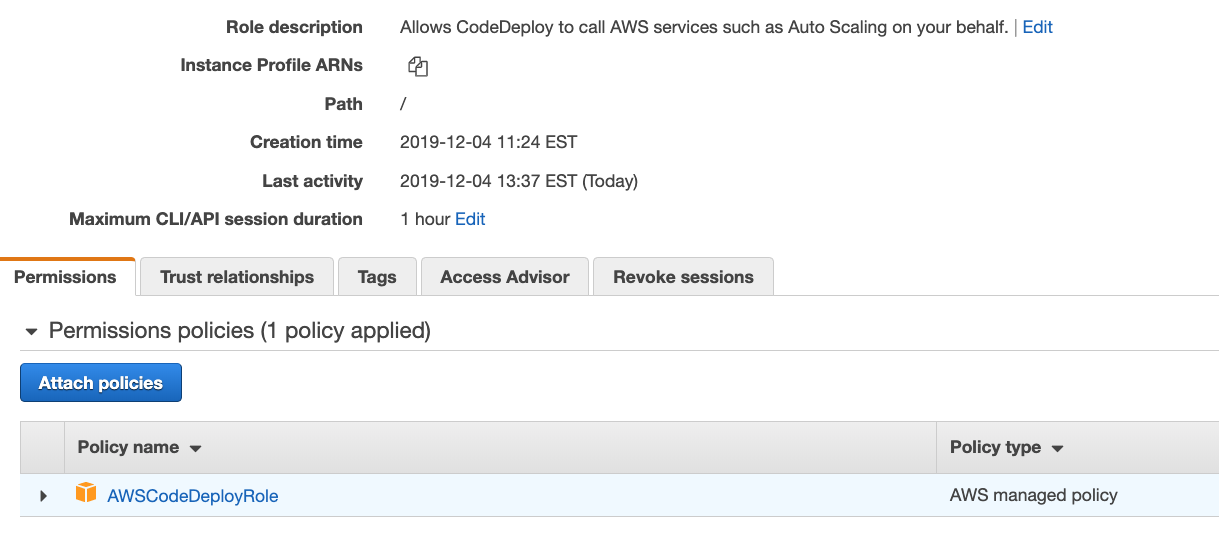 Role description Allows CodeDeploy to call AWS services such as Auto Scaling on your behalf. | Edit
Instance Profile ARNs
Path /
Creation time 2019-12-04 11:24 EST
Last activity 2019-12-04 13:37 EST (Today)
Maximum CLI/API session duration 1 hour Edit
Permissions Trust relationships Tags Access Advisor Revoke sessions
Permissions policies (1 policy applied)
Attach policies
Policy name Policy type
AWSCodeDeployRole AWS managed policy